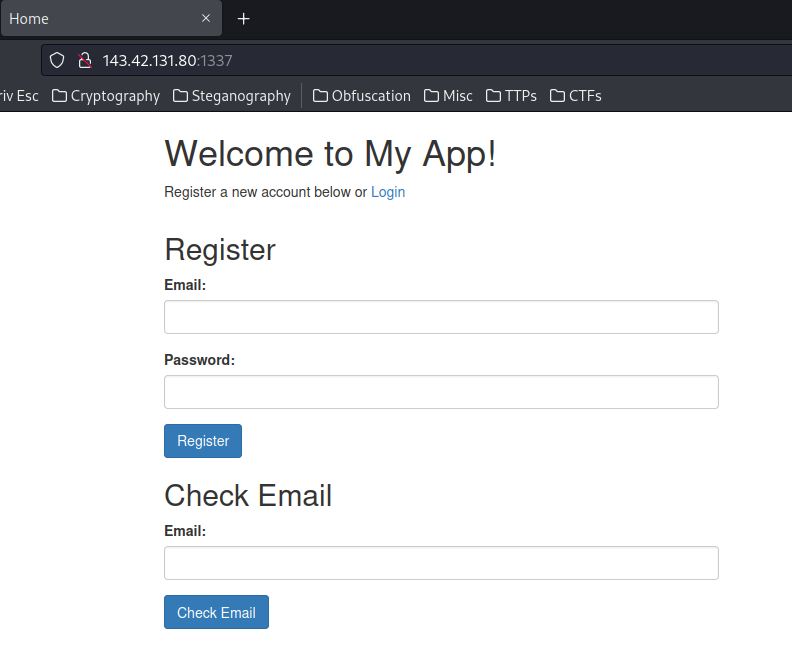 Home
143.42.131.80:1337
riv Esc Cryptography Steganography Obfuscation Misc TTPs CTFs
Welcome to My App!
Register a new account below or Login
Register
Email:
Password:
Register
Check Email
Email:
Check Email